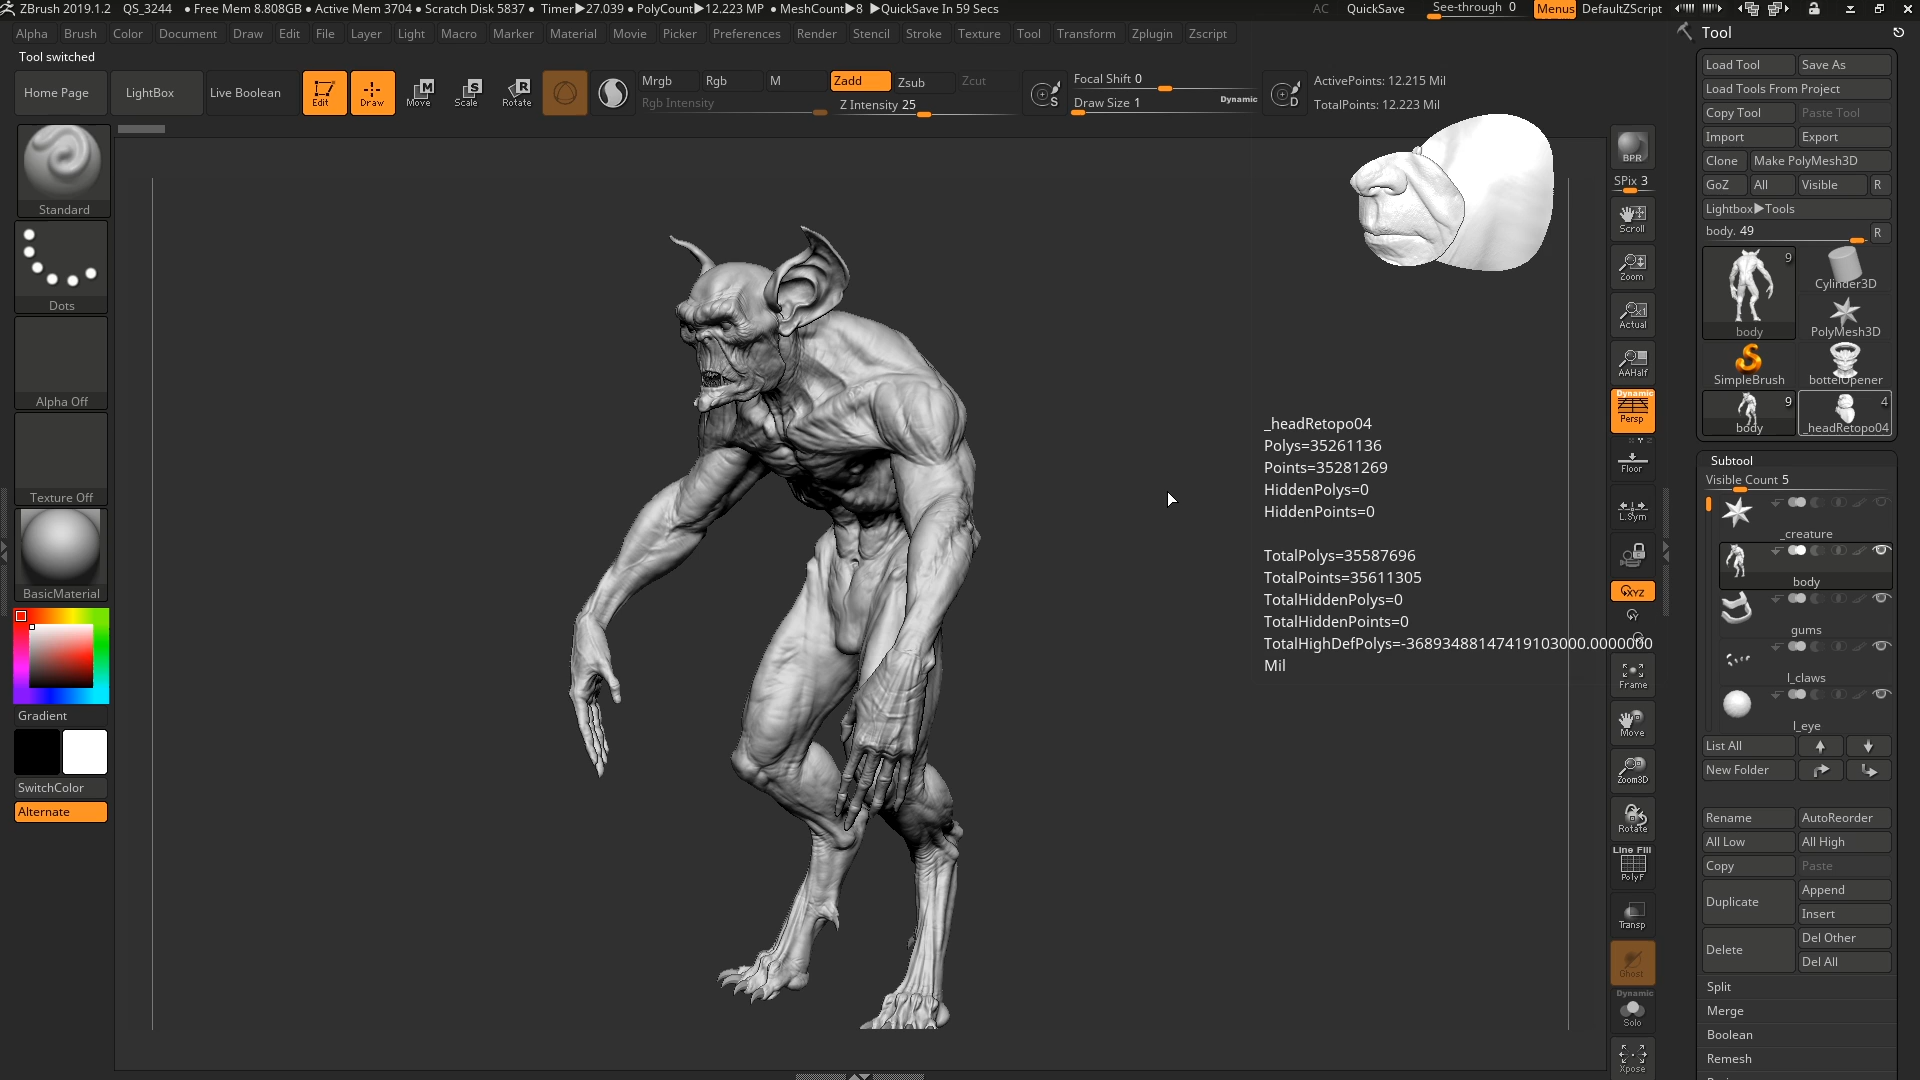 ZBrush 2019.1.2 QS_3244 • Free Mem 8.808GB • Active Mem 3704 • Scratch Disk 5837 • Timer▶27.039 • PolyCount▶12.223 MP • MeshCount▶8 ▶QuickSave In 59 Secs AC QuickSave See-through 0 Menus DefaultZScript
Alpha Brush Color Document Draw Edit File Layer Light Macro Marker Material Movie Picker Preferences Render Stencil Stroke Texture Tool Transform Zplugin Zscript
Tool switched
Home Page LightBox Live Boolean Edit Draw Move Scale Rotate
Mrgb Rgb M Zadd Zsub Zcut
Rgb Intensity Z Intensity 25
S Focal Shift 0
Draw Size 1 Dynamic
D ActivePoints: 12.215 Mil
TotalPoints: 12.223 Mil
Standard
Dots
Alpha Off
Texture Off
BasicMaterial
Gradient
SwitchColor
Alternate
_headRetopo04
Polys=35261136
Points=35281269
HiddenPolys=0
HiddenPoints=0
TotalPolys=35587696
TotalPoints=35611305
TotalHiddenPolys=0
TotalHiddenPoints=0
TotalHighDefPolys=-36893488147419103000.0000000
Mil
BPR
SPix 3
Scroll
Zoom
Actual
AAHalf
Dynamic
Persp
Floor
L.Sym
XYZ
Frame
Move
Zoom3D
Rotate
Line Fill
PolyF
Transp
Ghost
Dynamic
Solo
Xpose
Tool
Load Tool Save As
Load Tools From Project
Copy Tool Paste Tool
Import Export
Clone Make PolyMesh3D
GoZ All Visible R
Lightbox▶Tools
body. 49 R
9
Cylinder3D
body PolyMesh3D
SimpleBrush bottelOpener
9 4
body _headRetopo04
Subtool
Visible Count 5
_creature
body
gums
l_claws
l_eye
List All
New Folder
Rename AutoReorder
All Low All High
Copy Paste
Duplicate Append
Insert
Delete Del Other
Del All
Split
Merge
Boolean
Remesh